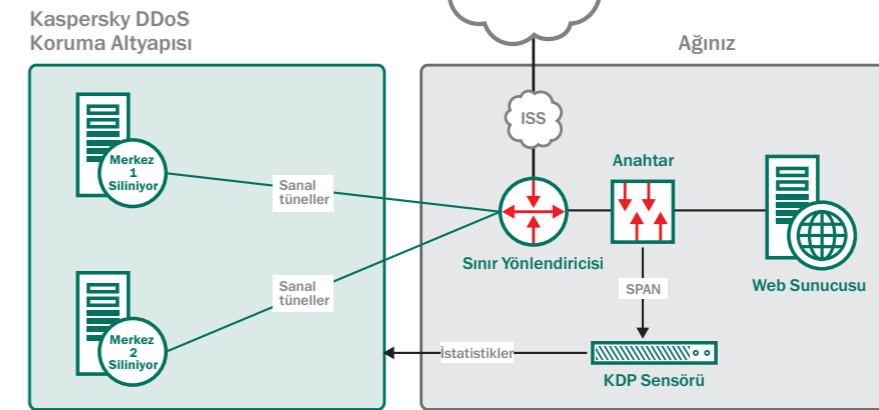 Kaspersky DDoS
Koruma Altyapısı
Ağınız
ISS
Merkez
1
Siliniyor
Sanal
tüneller
Anahtar
Sınır Yönlendiricisi
Web Sunucusu
Sanal
tüneller
SPAN
Merkez
2
Siliniyor
İstatistikler
KDP Sensörü